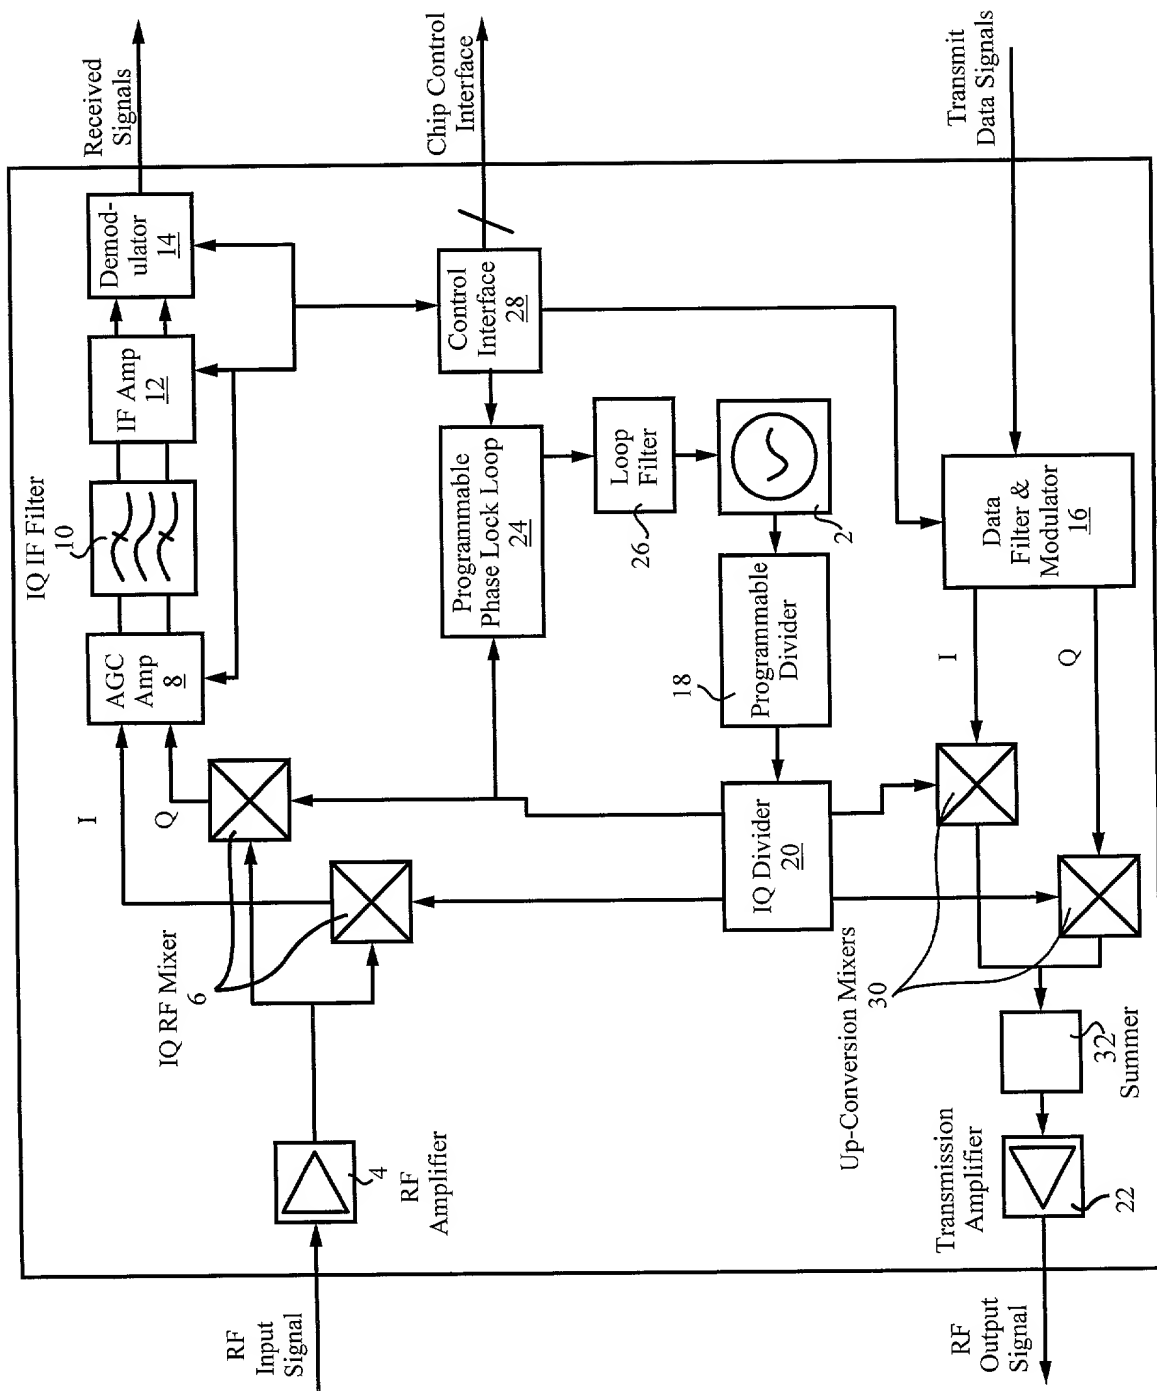 Received
Signals
Chip Control
Interface
Transmit
Data Signals
Demod-
ulator
14
IF Amp
12
IQ IF Filter
10
AGC
Amp
8
I
Q
Control
Interface
28
Programmable
Phase Lock Loop
24
Loop
Filter
26
2
Programmable
Divider
18
IQ Divider
20
Data
Filter &
Modulator
16
I
Q
IQ RF Mixer
6
Up-Conversion Mixers
30
32
Summer
4
RF
Amplifier
Transmission
Amplifier
22
RF
Input
Signal
RF
Output
Signal